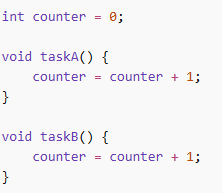 int counter = 0;
void taskA() {
    counter = counter + 1;
}
void taskB() {
    counter = counter + 1;
}